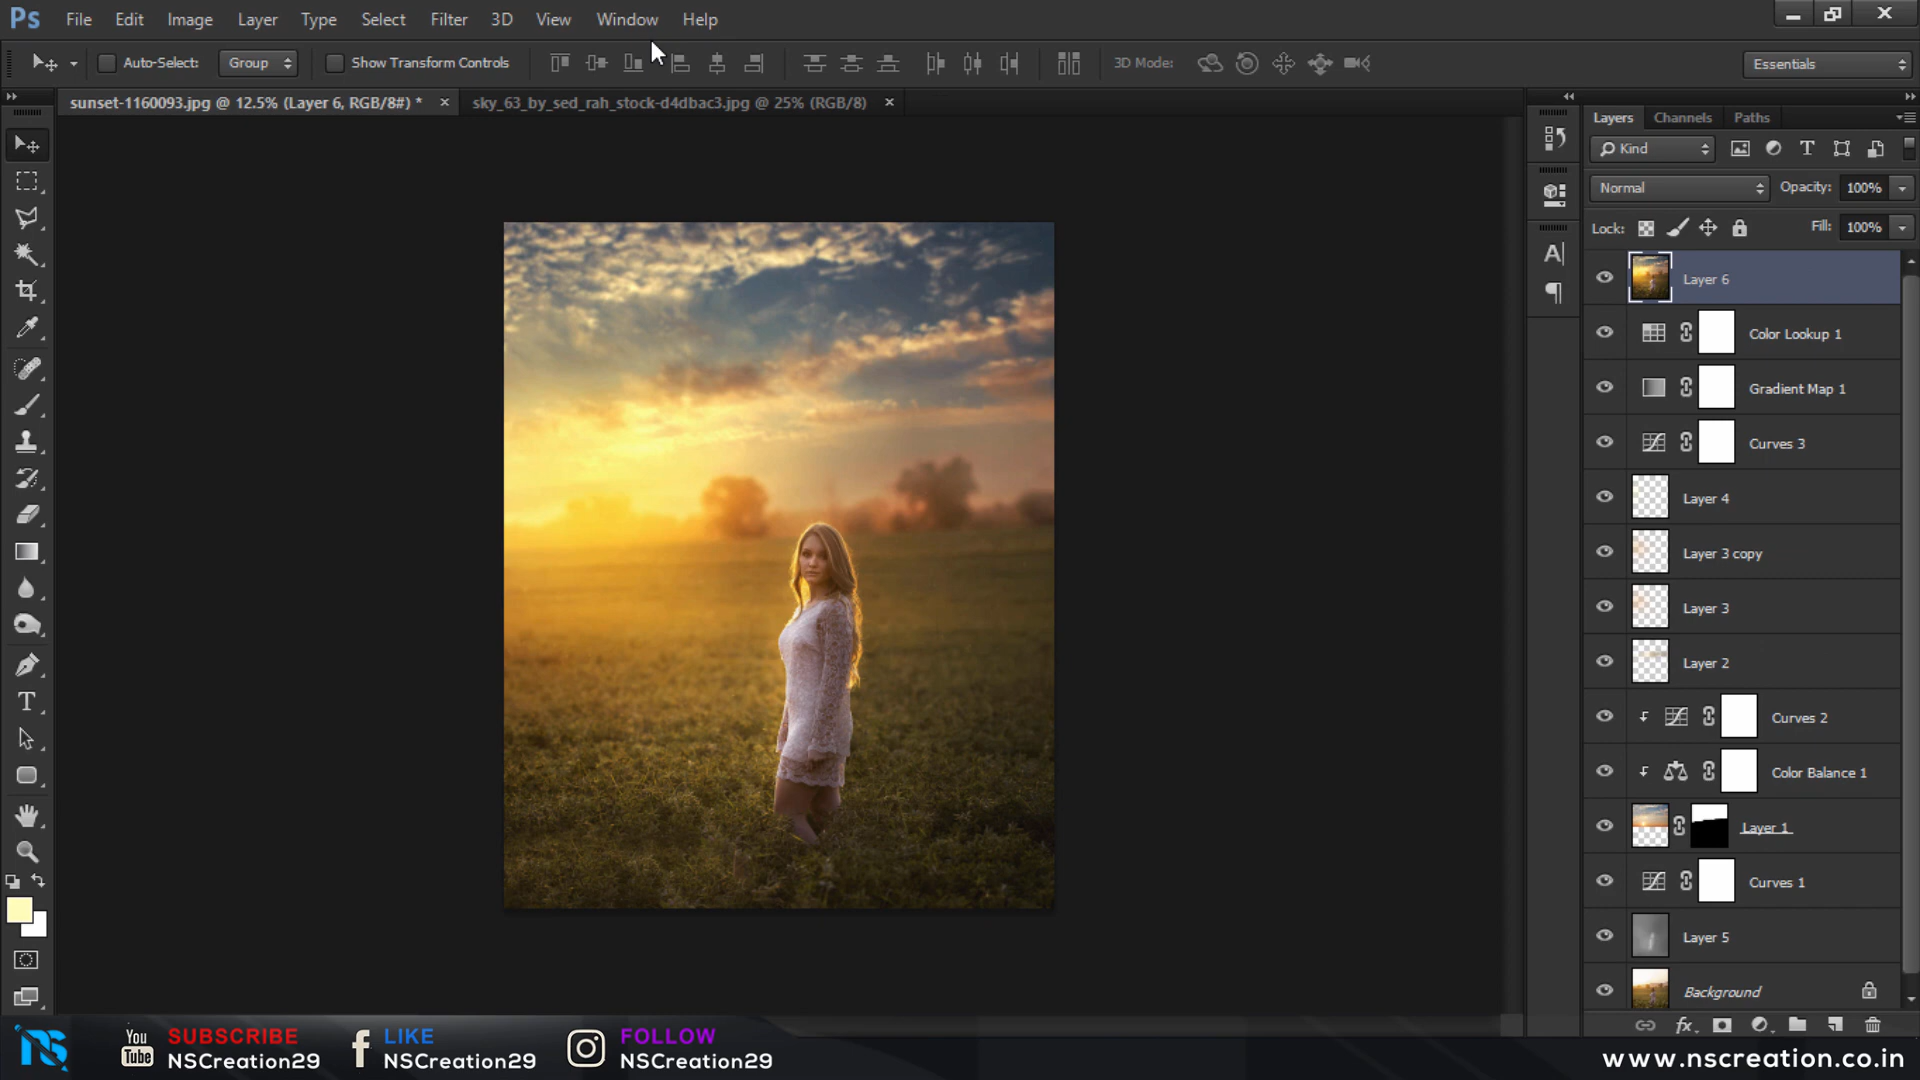 Ps File Edit Image Layer Type Select Filter 3D View Window Help
Auto-Select: Group Show Transform Controls 3D Mode: Essentials
sunset-1160093.jpg @ 12.5% (Layer 6, RGB/8#) * × sky_63_by_sed_rah_stock-d4dbac3.jpg @ 25% (RGB/8) ×
Layers Channels Paths
Kind
Normal Opacity: 100%
Lock: Fill: 100%
Layer 6
Color Lookup 1
Gradient Map 1
Curves 3
Layer 4
Layer 3 copy
Layer 3
Layer 2
Curves 2
Color Balance 1
Layer 1
Curves 1
Layer 5
Background
NS
You Tube
SUBSCRIBE
NSCreation29
LIKE
NSCreation29
FOLLOW
NSCreation29
www.nscreation.co.in